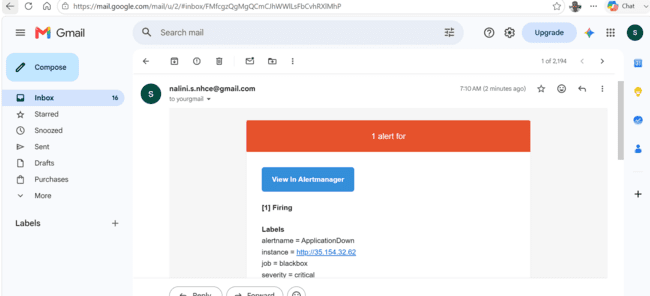 https://mail.google.com/mail/u/2/#inbox/FMfcgzQgMgQCmCJhWWlLsFbCvhRXlMhP
Chat
Gmail
Search mail
Upgrade
S
Compose
1 of 2,194
Inbox 16
Starred
Snoozed
Sent
Drafts
Purchases
More
Labels
S
nalini.s.nhce@gmail.com
7:10 AM (2 minutes ago)
to yourgmail
1 alert for
View in Alertmanager
[1] Firing
Labels
alertname = ApplicationDown
instance = http://35.154.32.62
job = blackbox
severity = critical
Reply
Forward